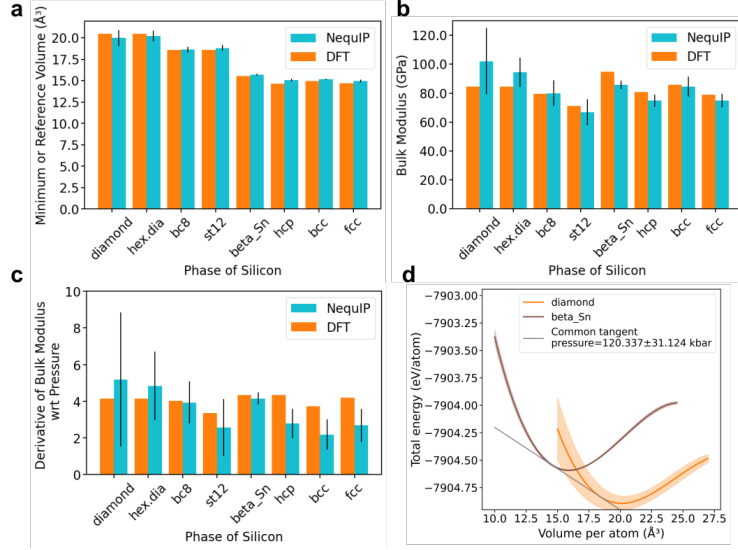 a
Minimum or Reference Volume (Å³)
20.0
17.5
15.0
12.5
10.0
7.5
5.0
2.5
0.0
NequIP
DFT
diamond
hex.dia
bc8
st12
beta_Sn
hcp
bcc
fcc
Phase of Silicon
b
Bulk Modulus (GPa)
120.0
100.0
80.0
60.0
40.0
20.0
0.0
NequIP
DFT
diamond
hex.dia
bc8
st12
beta_Sn
hcp
bcc
fcc
Phase of Silicon
c
Derivative of Bulk Modulus
wrt Pressure
10
8
6
4
2
0
NequIP
DFT
diamond
hex.dia
bc8
st12
beta_Sn
hcp
bcc
fcc
Phase of Silicon
d
Total energy (eV/atom)
−7903.00
−7903.25
−7903.50
−7903.75
−7904.00
−7904.25
−7904.50
−7904.75
diamond
beta_Sn
Common tangent
pressure=120.337±31.124 kbar
10.0
12.5
15.0
17.5
20.0
22.5
25.0
27.5
Volume per atom (Å³)